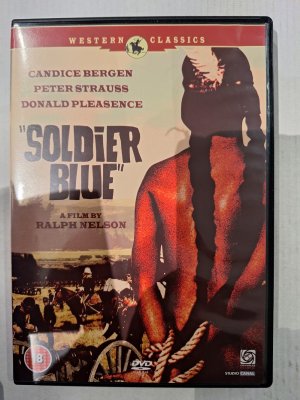 WESTERN CLASSICS
CANDICE BERGEN
PETER STRAUSS
DONALD PLEASENCE
"SOLDIER
BLUE"
A FILM BY
RALPH NELSON
18
DVD
STUDIO CANAL